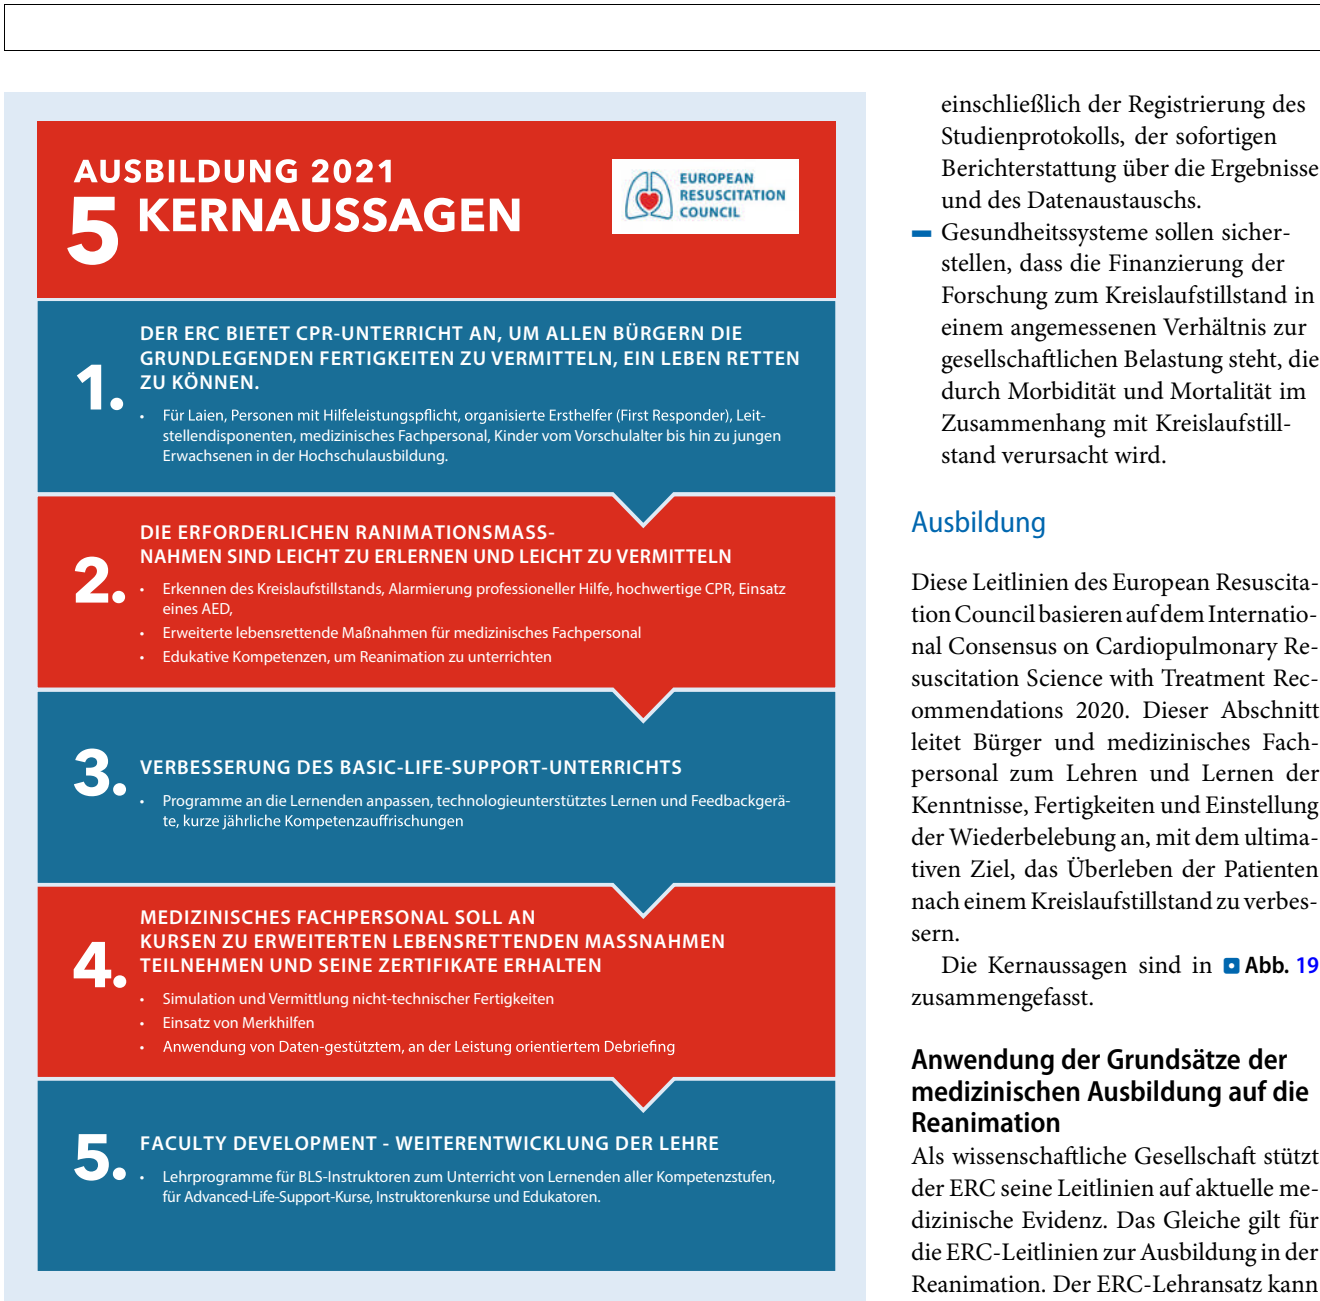 AUSBILDUNG 2021
5 KERNAUSSAGEN
EUROPEAN
RESUSCITATION
COUNCIL
1.
DER ERC BIETET CPR-UNTERRICHT AN, UM ALLEN BÜRGERN DIE
GRUNDLEGENDEN FERTIGKEITEN ZU VERMITTELN, EIN LEBEN RETTEN
ZU KÖNNEN.
• Für Laien, Personen mit Hilfeleistungspflicht, organisierte Ersthelfer (First Responder), Leit-
stellendisponenten, medizinisches Fachpersonal, Kinder vom Vorschulalter bis hin zu jungen
Erwachsenen in der Hochschulausbildung.
2.
DIE ERFORDERLICHEN RANIMATIONSMASS-
NAHMEN SIND LEICHT ZU ERLERNEN UND LEICHT ZU VERMITTELN
• Erkennen des Kreislaufstillstands, Alarmierung professioneller Hilfe, hochwertige CPR, Einsatz
eines AED,
• Erweiterte lebensrettende Maßnahmen für medizinisches Fachpersonal
• Edukative Kompetenzen, um Reanimation zu unterrichten
3.
VERBESSERUNG DES BASIC-LIFE-SUPPORT-UNTERRICHTS
• Programme an die Lernenden anpassen, technologieunterstütztes Lernen und Feedbackgerä-
te, kurze jährliche Kompetenzauffrischungen
4.
MEDIZINISCHES FACHPERSONAL SOLL AN
KURSEN ZU ERWEITERTEN LEBENSRETTENDEN MASSNAHMEN
TEILNEHMEN UND SEINE ZERTIFIKATE ERHALTEN
• Simulation und Vermittlung nicht-technischer Fertigkeiten
• Einsatz von Merkhilfen
• Anwendung von Daten-gestütztem, an der Leistung orientiertem Debriefing
5.
FACULTY DEVELOPMENT - WEITERENTWICKLUNG DER LEHRE
• Lehrprogramme für BLS-Instruktoren zum Unterricht von Lernenden aller Kompetenzstufen,
für Advanced-Life-Support-Kurse, Instruktorenkurse und Edukatoren.
einschließlich der Registrierung des
Studienprotokolls, der sofortigen
Berichterstattung über die Ergebnisse
und des Datenaustauschs.
Gesundheitssysteme sollen sicher-
stellen, dass die Finanzierung der
Forschung zum Kreislaufstillstand in
einem angemessenen Verhältnis zur
gesellschaftlichen Belastung steht, die
durch Morbidität und Mortalität im
Zusammenhang mit Kreislaufstill-
stand verursacht wird.
Ausbildung
Diese Leitlinien des European Resuscita-
tion Council basieren auf dem Internatio-
nal Consensus on Cardiopulmonary Re-
suscitation Science with Treatment Rec-
ommendations 2020. Dieser Abschnitt
leitet Bürger und medizinisches Fach-
personal zum Lehren und Lernen der
Kenntnisse, Fertigkeiten und Einstellung
der Wiederbelebung an, mit dem ultima-
tiven Ziel, das Überleben der Patienten
nach einem Kreislaufstillstand zu verbes-
sern.
Die Kernaussagen sind in Abb. 19
zusammengefasst.
Anwendung der Grundsätze der
medizinischen Ausbildung auf die
Reanimation
Als wissenschaftliche Gesellschaft stützt
der ERC seine Leitlinien auf aktuelle me-
dizinische Evidenz. Das Gleiche gilt für
die ERC-Leitlinien zur Ausbildung in der
Reanimation. Der ERC-Lehransatz kann